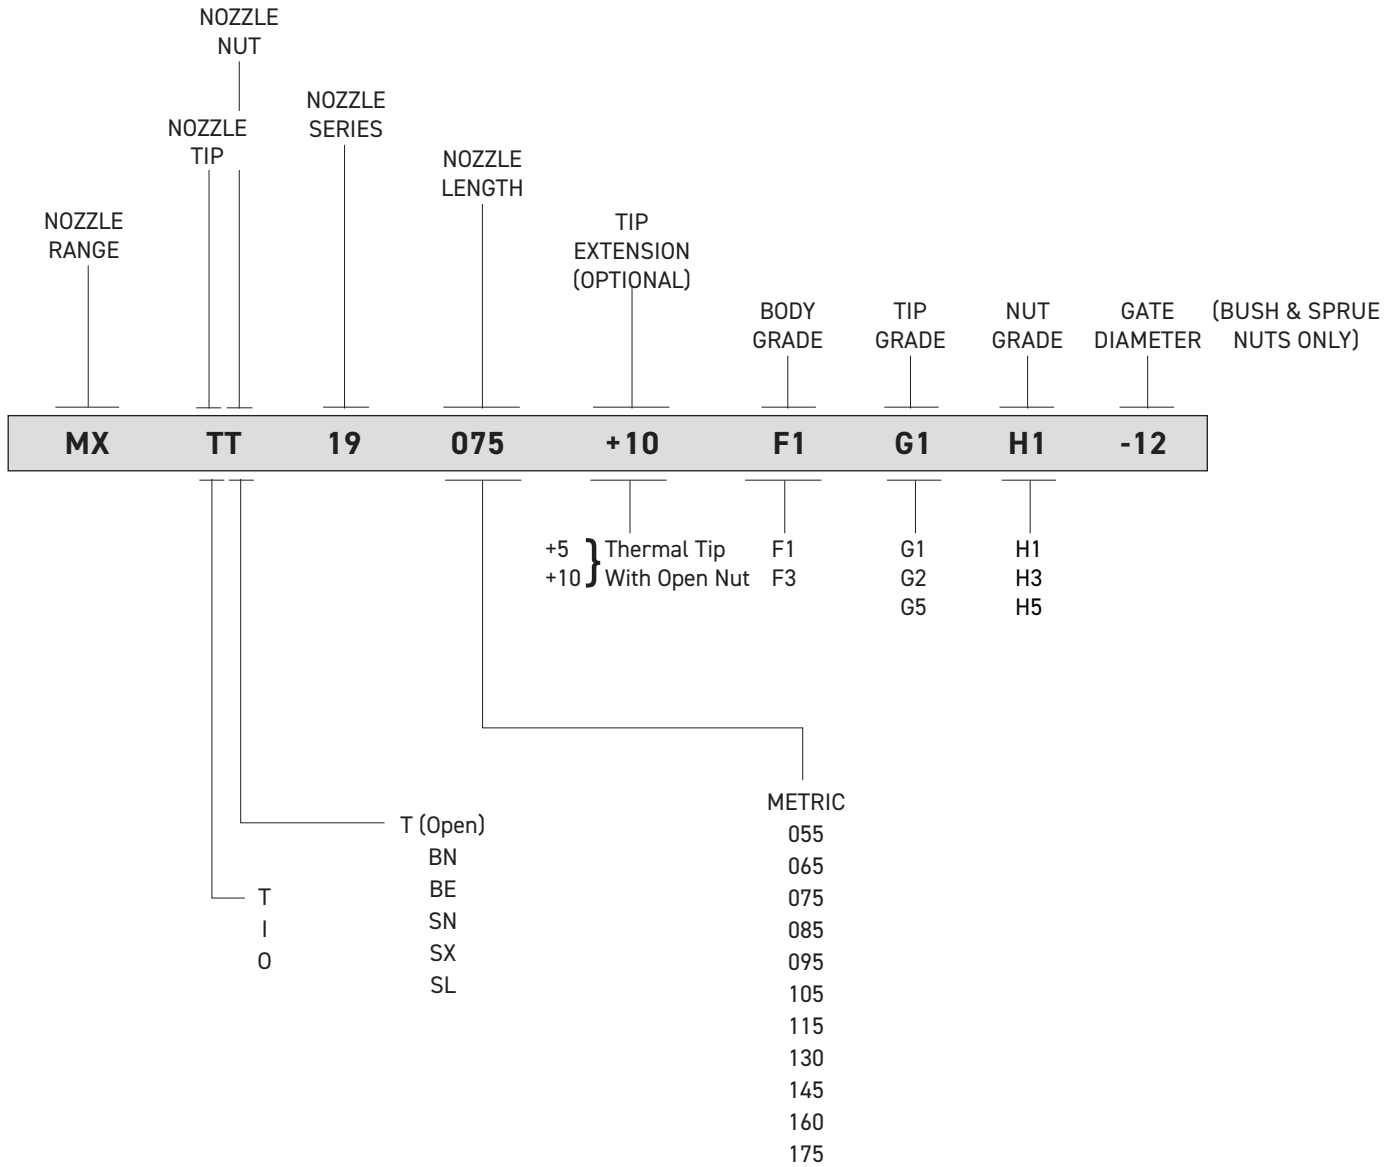 NOZZLE
NUT
NOZZLE
TIP
NOZZLE
SERIES
NOZZLE
LENGTH
NOZZLE
RANGE
TIP
EXTENSION
(OPTIONAL)
BODY
GRADE
TIP
GRADE
NUT
GRADE
GATE
DIAMETER
(BUSH & SPRUE
NUTS ONLY)
MX TT 19 075 +10 F1 G1 H1 -12
+5 } Thermal Tip
+10 } With Open Nut
F1
F3
G1
G2
G5
H1
H3
H5
T (Open)
BN
BE
SN
SX
SL
T
I
O
METRIC
055
065
075
085
095
105
115
130
145
160
175